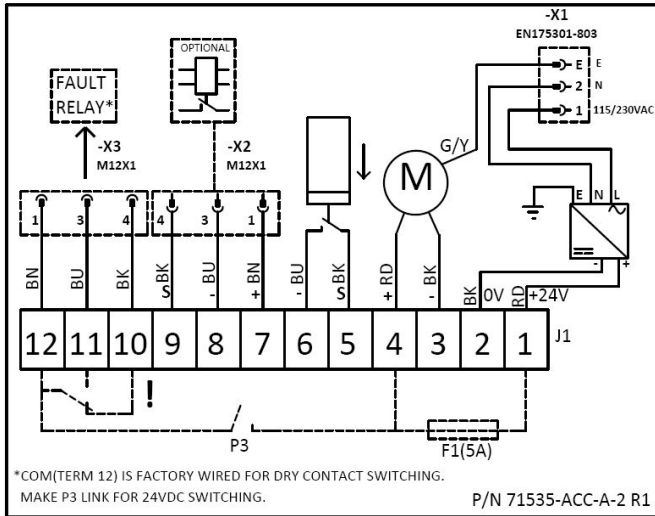 -X1
EN175301-803
OPTIONAL
FAULT
RELAY*
E E
2 N
1 115/230VAC
-X3
M12X1
-X2
M12X1
G/Y
M
E N L
1 3 4 4 3 1
- +
BN BU BK BK BU BN BU BK RD BK BK 0V RD +24V
S - + - S + -
12 11 10 9 8 7 6 5 4 3 2 1 J1
!
P3
F1(5A)
*COM(TERM 12) IS FACTORY WIRED FOR DRY CONTACT SWITCHING.
MAKE P3 LINK FOR 24VDC SWITCHING.
P/N 71535-ACC-A-2 R1